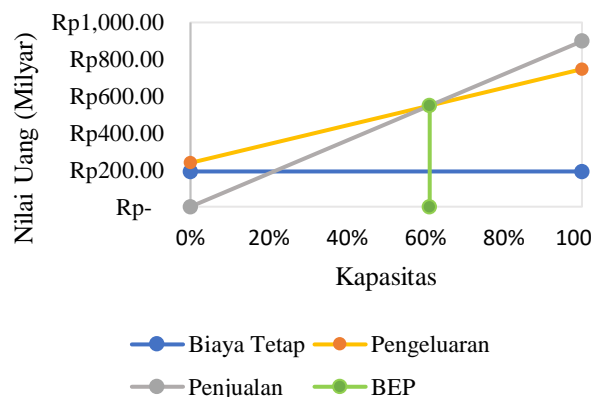 Rp1,000.00
Rp800.00
Rp600.00
Rp400.00
Rp200.00
Rp-
Nilai Uang (Milyar)
0% 20% 40% 60% 80% 100
Kapasitas
Biaya Tetap Pengeluaran
Penjualan BEP